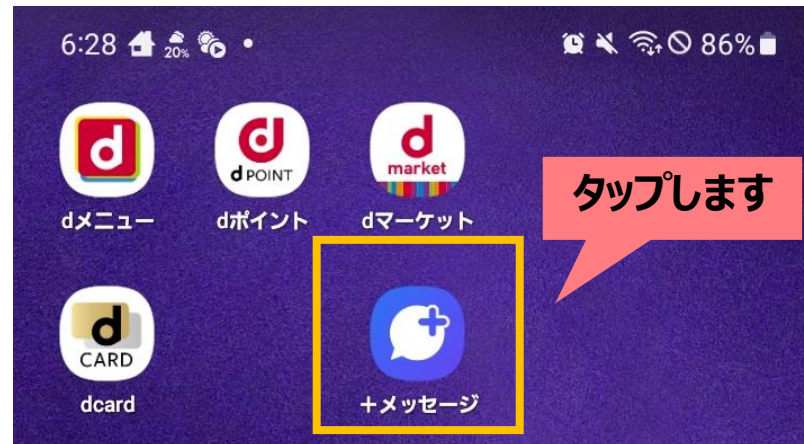 6:28 20% 86%
d
d
d POINT
d
market
タップします
dメニュー dポイント dマーケット
d
CARD
dcard +メッセージ